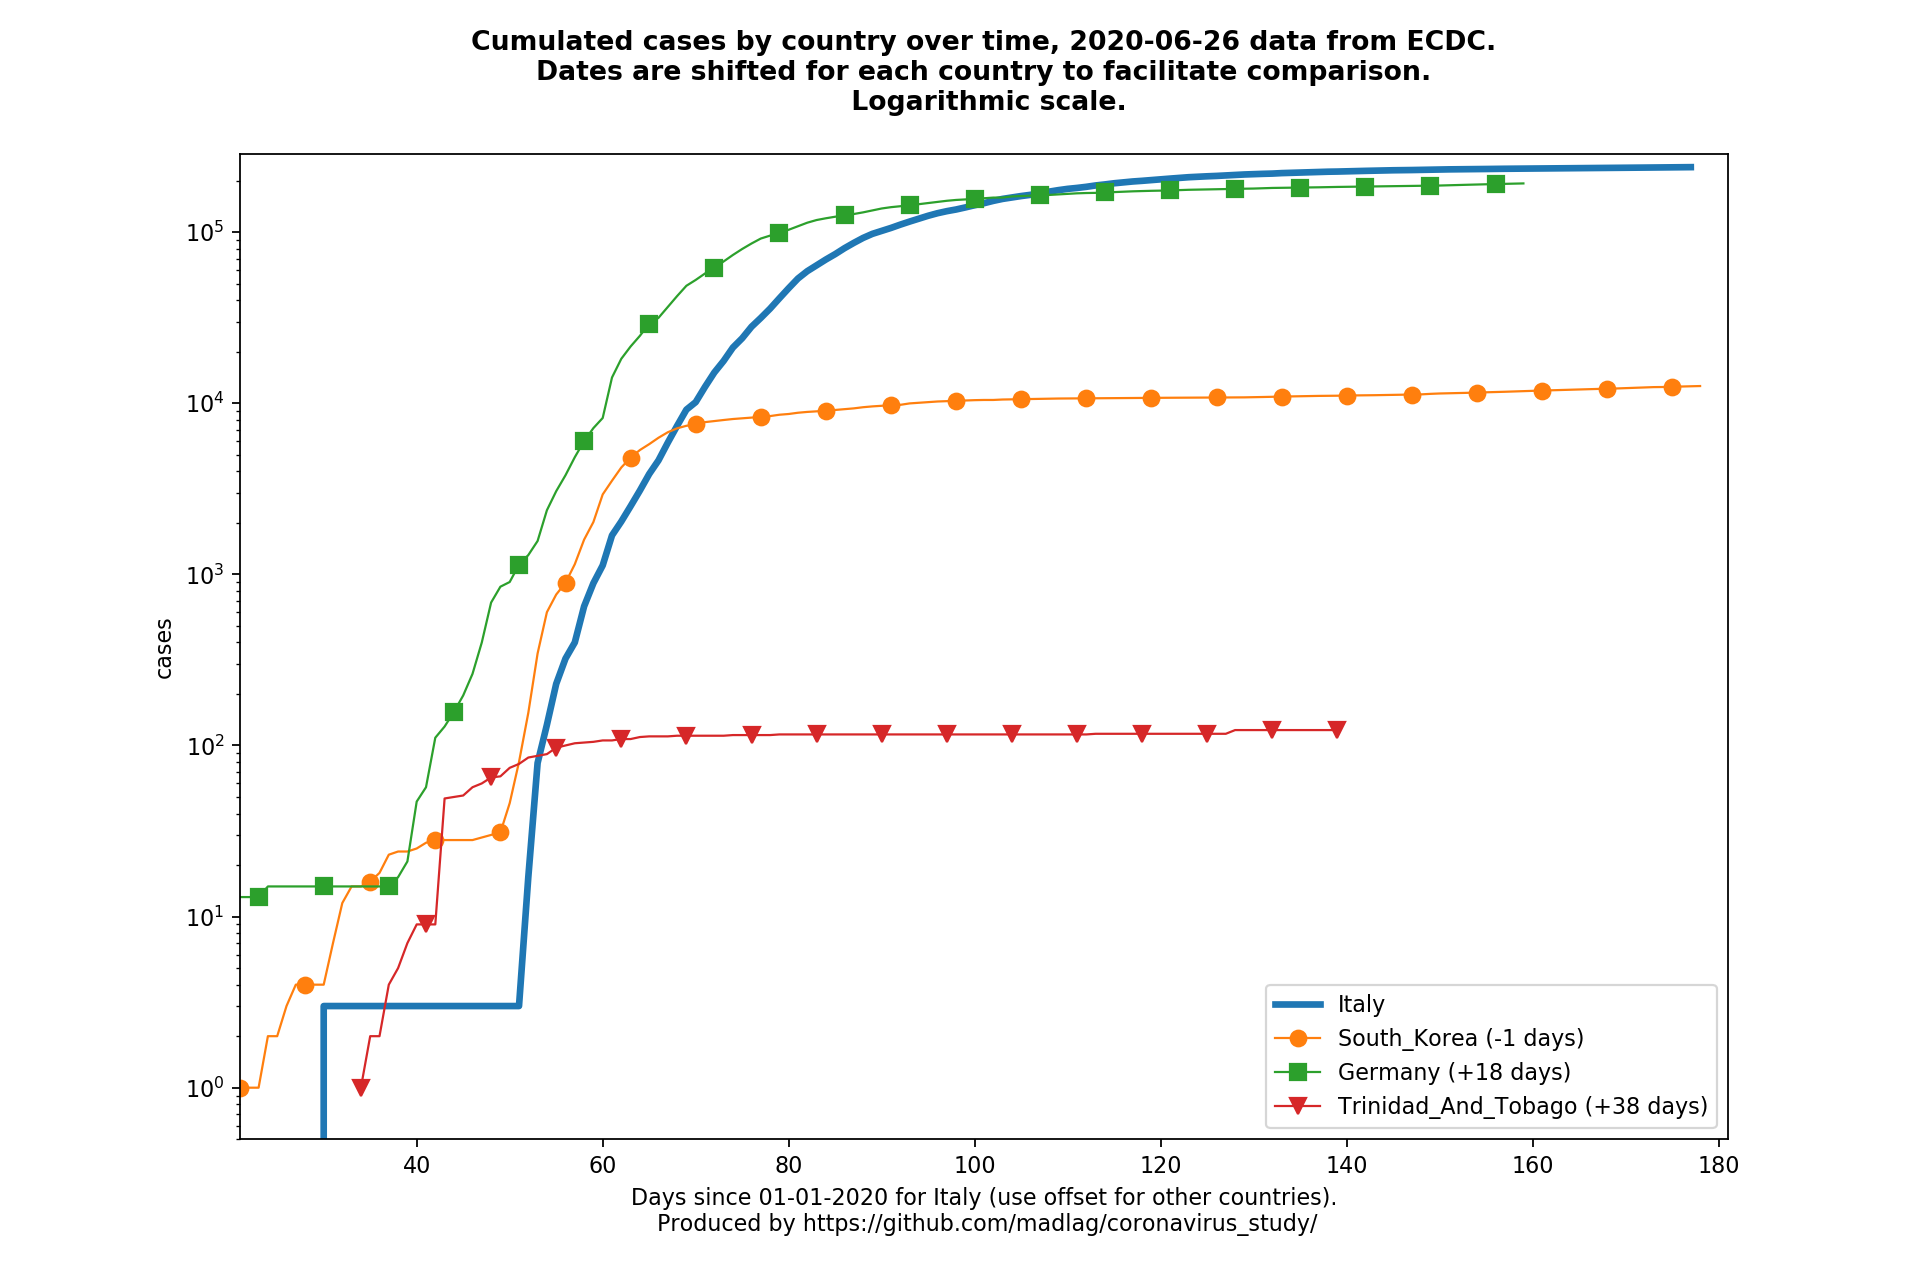 Cumulated cases by country over time, 2020-06-26 data from ECDC.
Dates are shifted for each country to facilitate comparison.
Logarithmic scale.
10^5
10^4
10^3
10^2
10^1
10^0
cases
Italy
South_Korea (-1 days)
Germany (+18 days)
Trinidad_And_Tobago (+38 days)
40 60 80 100 120 140 160 180
Days since 01-01-2020 for Italy (use offset for other countries).
Produced by https://github.com/madlag/coronavirus_study/